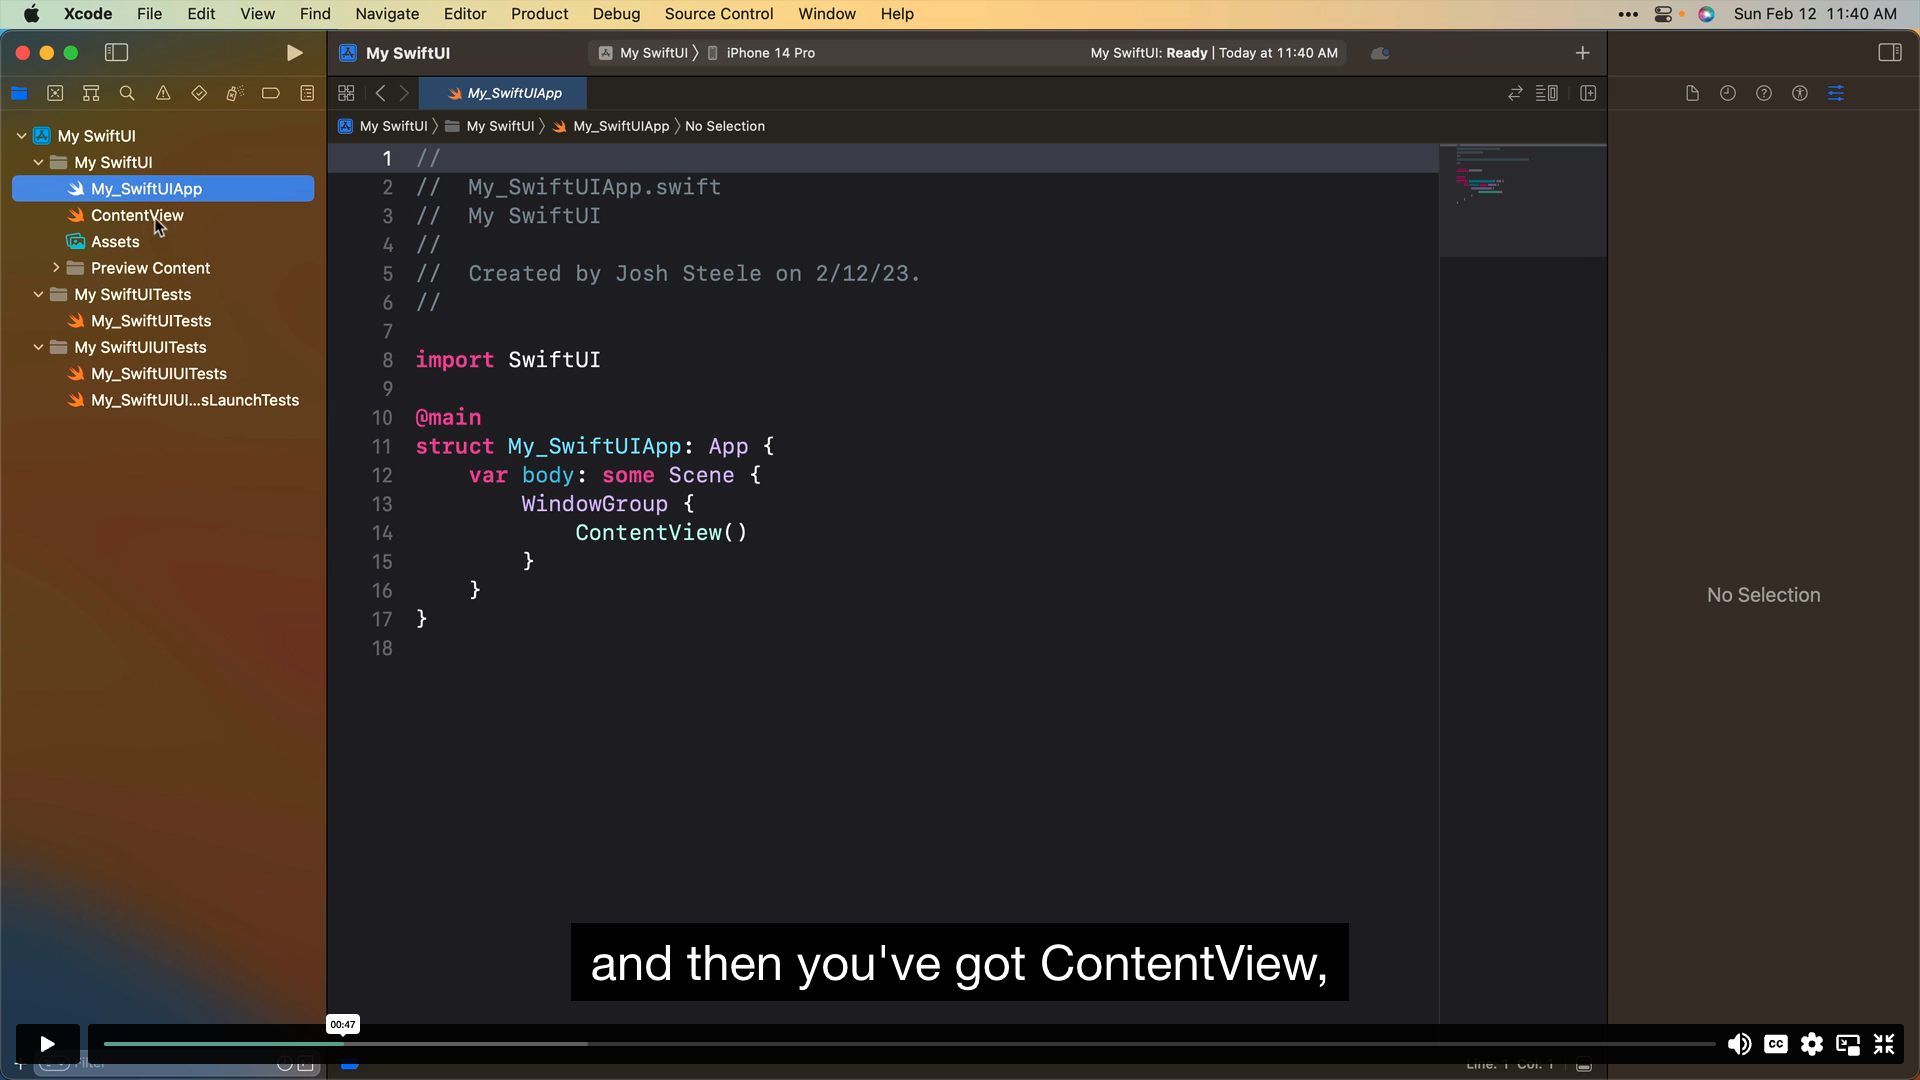 Xcode File Edit View Find Navigate Editor Product Debug Source Control Window Help Sun Feb 12 11:40 AM
My SwiftUI My SwiftUI iPhone 14 Pro My SwiftUI: Ready | Today at 11:40 AM
My_SwiftUIApp
My SwiftUI My SwiftUI My_SwiftUIApp No Selection
My SwiftUI
My SwiftUI
My_SwiftUIApp
ContentView
Assets
Preview Content
My SwiftUITests
My_SwiftUITests
My SwiftUIUITests
My_SwiftUIUITests
My_SwiftUIUI...sLaunchTests
1 //
2 // My_SwiftUIApp.swift
3 // My SwiftUI
4 //
5 // Created by Josh Steele on 2/12/23.
6 //
7
8 import SwiftUI
9
10 @main
11 struct My_SwiftUIApp: App {
12 var body: some Scene {
13 WindowGroup {
14 ContentView()
15 }
16 }
17 }
18
No Selection
and then you've got ContentView,
00:47
CC
Filter
Line: 1 Col: 1